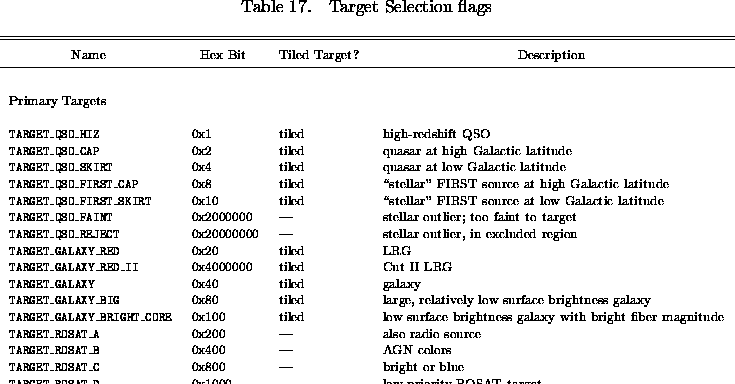 Table 17. Target Selection flags
Name Hex Bit Tiled Target? Description
Primary Targets
TARGET_QSO_HIZ 0x1 tiled high-redshift QSO
TARGET_QSO_CAP 0x2 tiled quasar at high Galactic latitude
TARGET_QSO_SKIRT 0x4 tiled quasar at low Galactic latitude
TARGET_QSO_FIRST_CAP 0x8 tiled “stellar” FIRST source at high Galactic latitude
TARGET_QSO_FIRST_SKIRT 0x10 tiled “stellar” FIRST source at low Galactic latitude
TARGET_QSO_FAINT 0x2000000 — stellar outlier; too faint to target
TARGET_QSO_REJECT 0x20000000 — stellar outlier, in excluded region
TARGET_GALAXY_RED 0x20 tiled LRG
TARGET_GALAXY_RED_II 0x4000000 tiled Cut II LRG
TARGET_GALAXY 0x40 tiled galaxy
TARGET_GALAXY_BIG 0x80 tiled large, relatively low surface brightness galaxy
TARGET_GALAXY_BRIGHT_CORE 0x100 tiled low surface brightness galaxy with bright fiber magnitude
TARGET_ROSAT_A 0x200 — also radio source
TARGET_ROSAT_B 0x400 — AGN colors
TARGET_ROSAT_C 0x800 — bright or blue
TARGET_ROSAT_D 0x1000 low priority ROSAT target